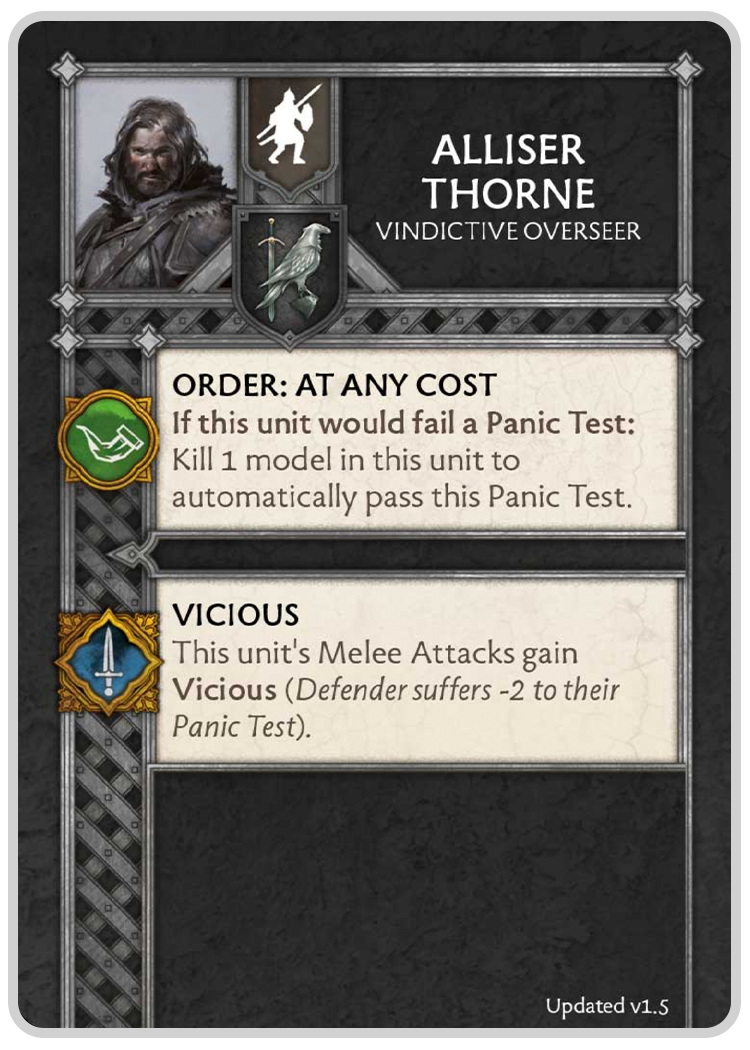 ALLISER
THORNE
VINDICTIVE OVERSEER
ORDER: AT ANY COST
If this unit would fail a Panic Test:
Kill 1 model in this unit to
automatically pass this Panic Test.
VICIOUS
This unit's Melee Attacks gain
Vicious (Defender suffers -2 to their
Panic Test).
Updated v1.5